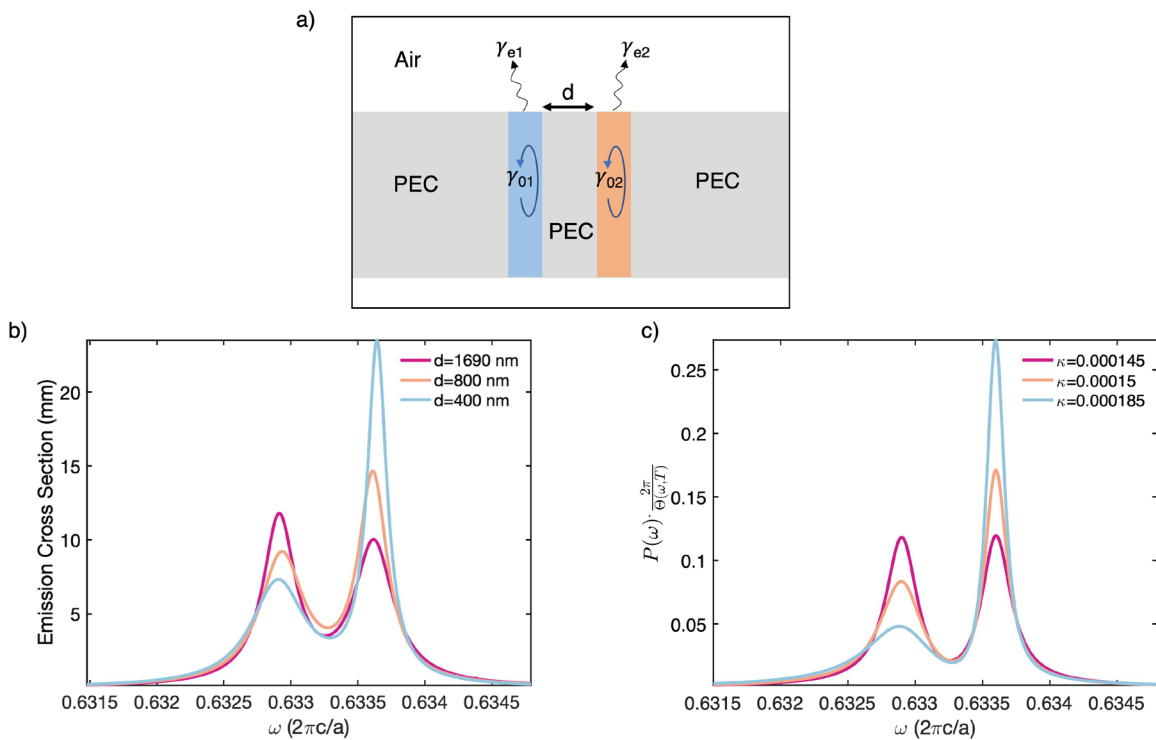 a)
Air
γe1
γe2
d
PEC
γ01
PEC
γ02
PEC
b)
Emission Cross Section (mm)
20
15
10
5
d=1690 nm
d=800 nm
d=400 nm
0.6315
0.632
0.6325
0.633
0.6335
0.634
0.6345
ω (2πc/a)
c)
P(ω)· 2π/Θ(ω,T)
0.25
0.2
0.15
0.1
0.05
κ=0.000145
κ=0.00015
κ=0.000185
0.6315
0.632
0.6325
0.633
0.6335
0.634
0.6345
ω (2πc/a)